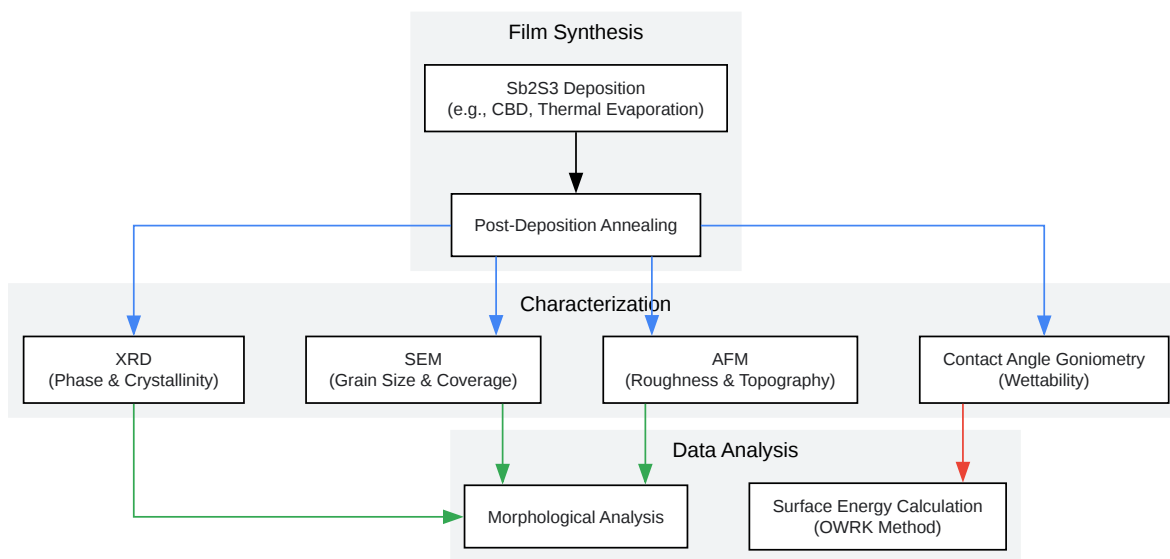 Film Synthesis
Sb2S3 Deposition
(e.g., CBD, Thermal Evaporation)
Post-Deposition Annealing
Characterization
XRD
(Phase & Crystallinity)
SEM
(Grain Size & Coverage)
AFM
(Roughness & Topography)
Contact Angle Goniometry
(Wettability)
Data Analysis
Morphological Analysis
Surface Energy Calculation
(OWRK Method)